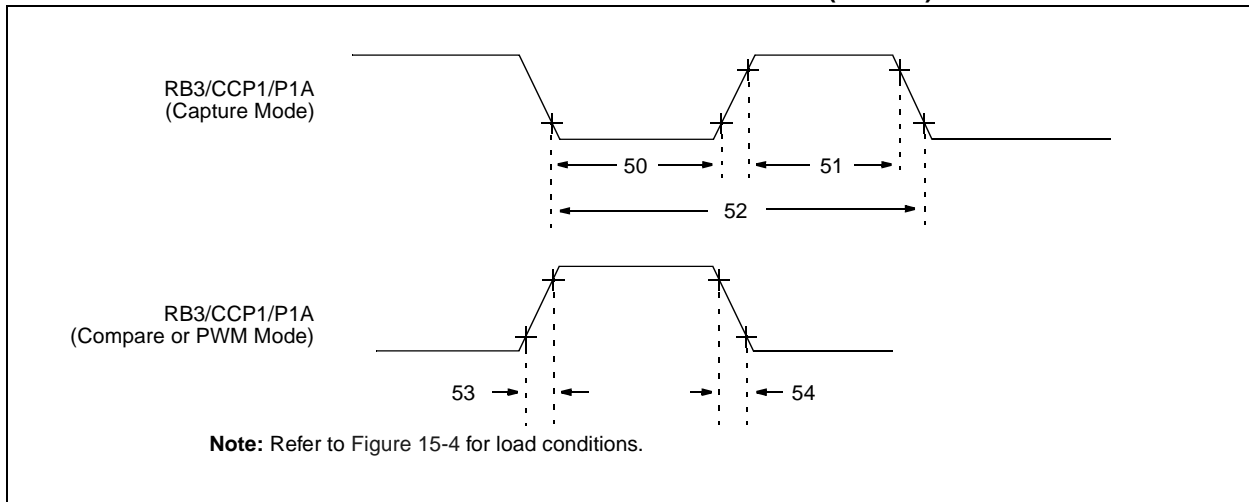 RB3/CCP1/P1A
(Capture Mode)
50
51
52
RB3/CCP1/P1A
(Compare or PWM Mode)
53
54
Note: Refer to Figure 15-4 for load conditions.